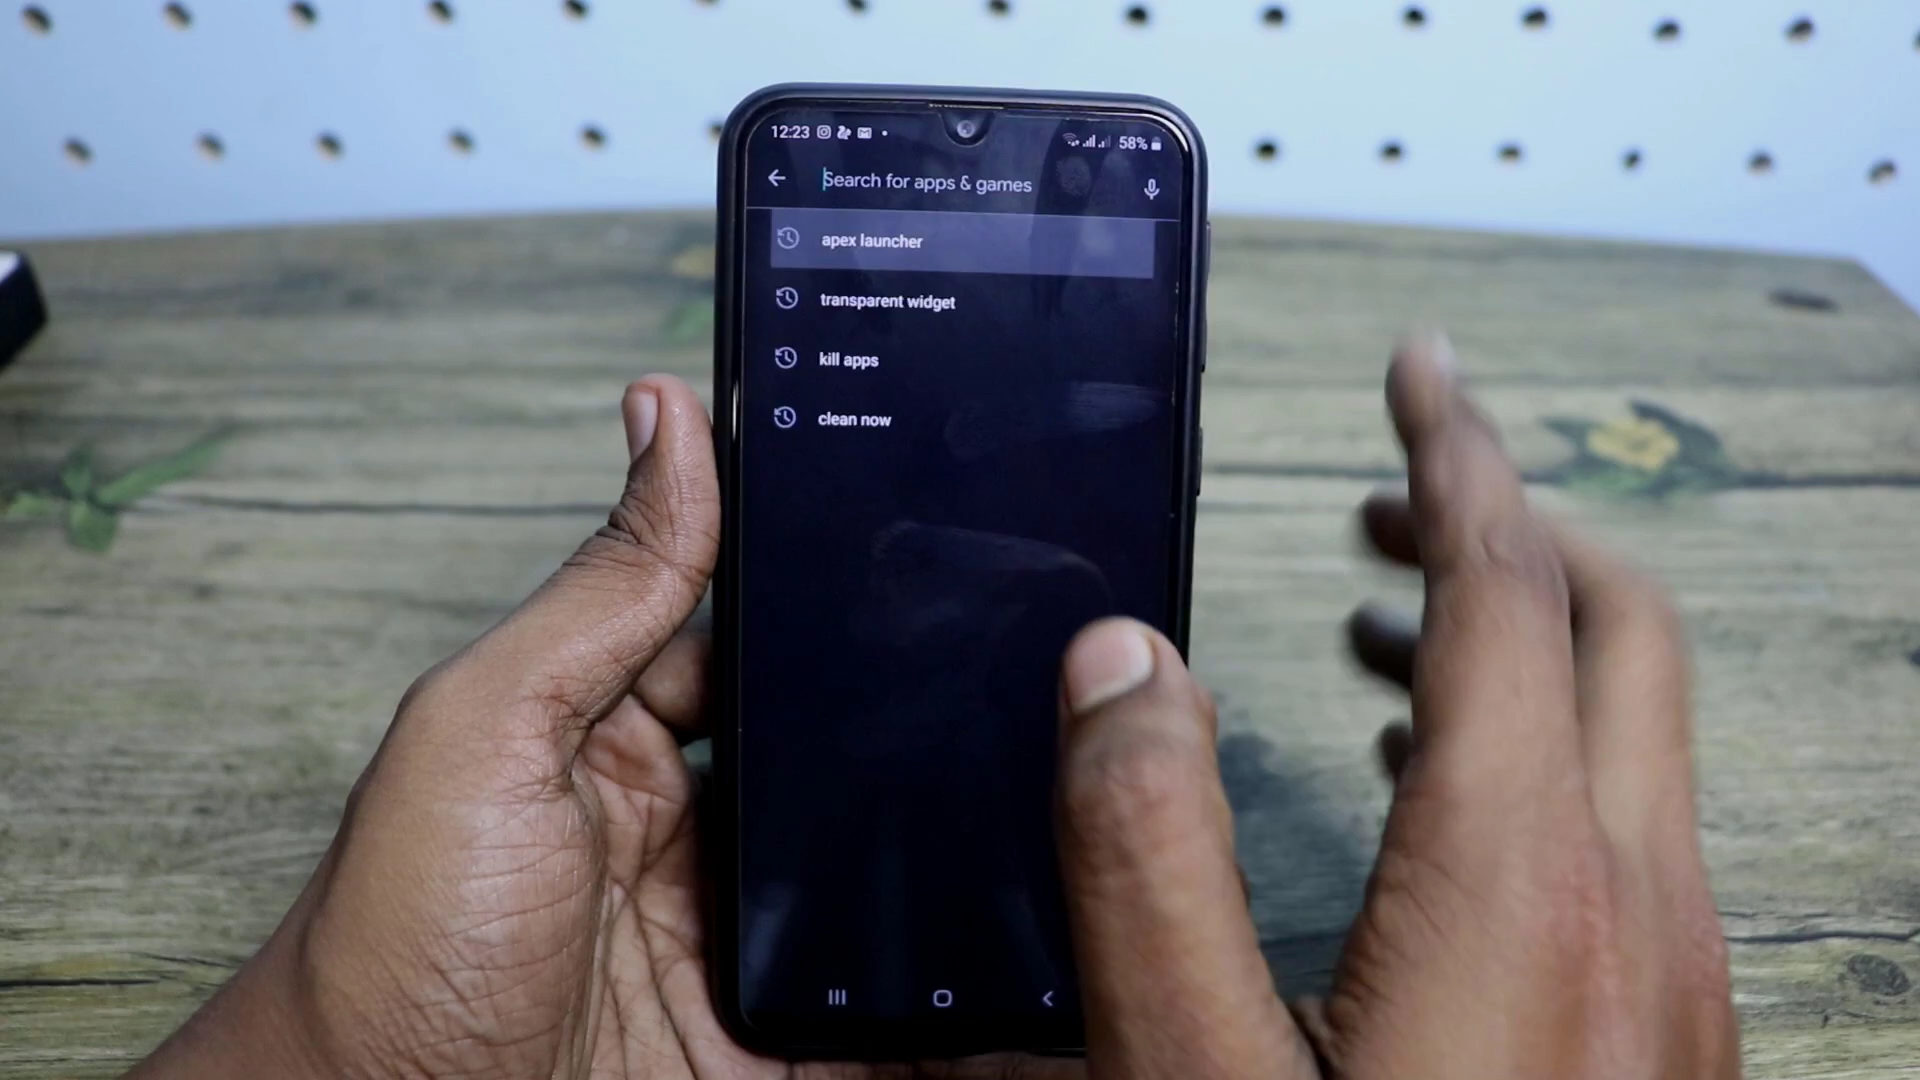 12:23
58%
Search for apps & games
apex launcher
transparent widget
kill apps
clean now